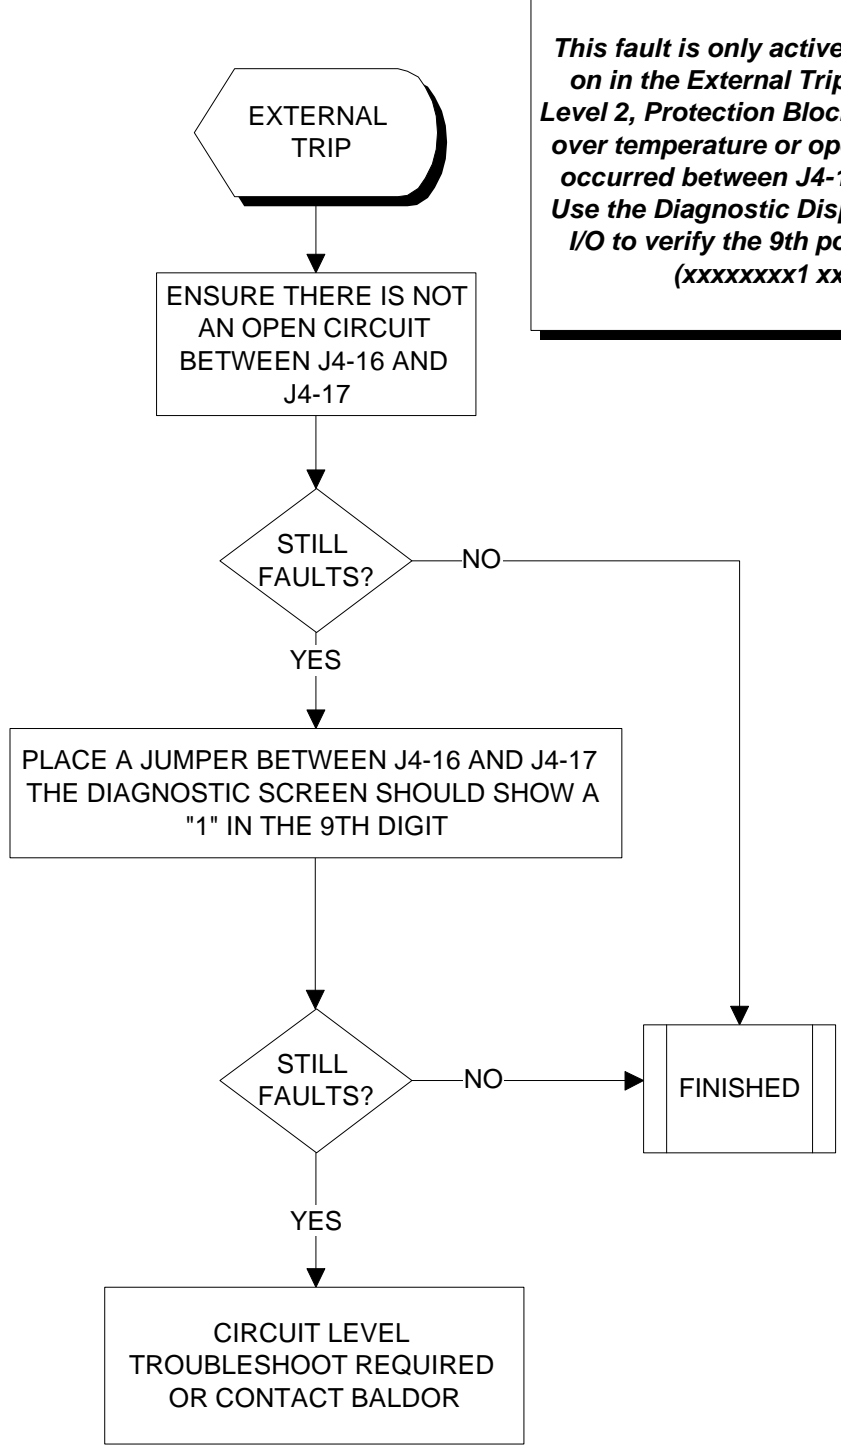 EXTERNAL
TRIP
This fault is only active
on in the External Trip
Level 2, Protection Bloc
over temperature or op
occurred between J4-
Use the Diagnostic Dis
I/O to verify the 9th po
(xxxxxxxx1 xx
ENSURE THERE IS NOT
AN OPEN CIRCUIT
BETWEEN J4-16 AND
J4-17
STILL
FAULTS?
NO
YES
PLACE A JUMPER BETWEEN J4-16 AND J4-17
THE DIAGNOSTIC SCREEN SHOULD SHOW A
"1" IN THE 9TH DIGIT
STILL
FAULTS?
NO
FINISHED
YES
CIRCUIT LEVEL
TROUBLESHOOT REQUIRED
OR CONTACT BALDOR